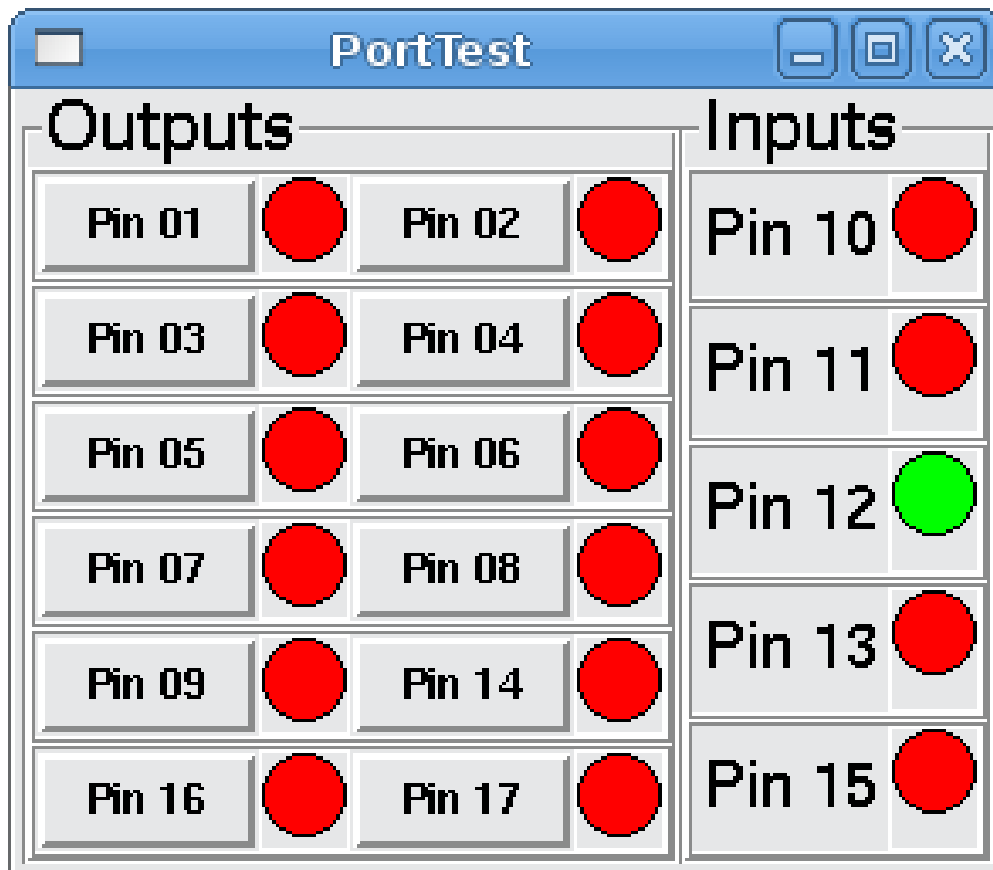 PortTest
Outputs
Pin 01 Pin 02
Pin 03 Pin 04
Pin 05 Pin 06
Pin 07 Pin 08
Pin 09 Pin 14
Pin 16 Pin 17
Inputs
Pin 10
Pin 11
Pin 12
Pin 13
Pin 15